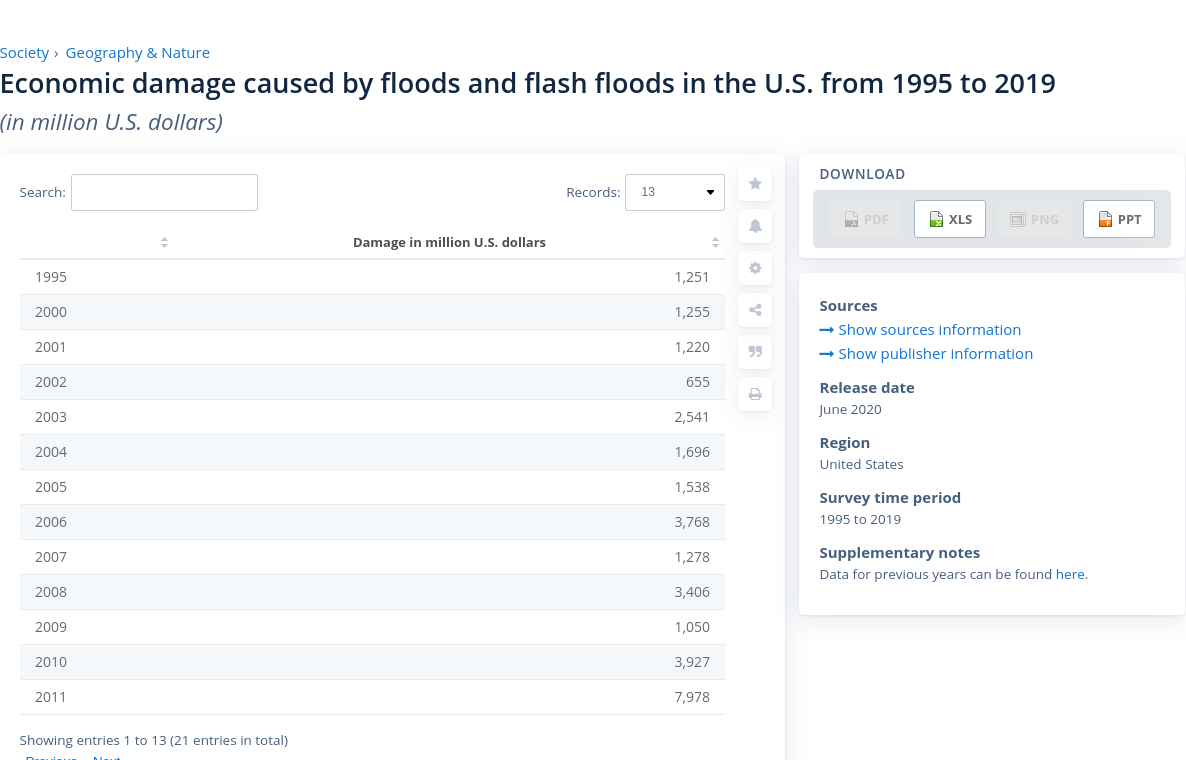 Society › Geography & Nature
Economic damage caused by floods and flash floods in the U.S. from 1995 to 2019
(in million U.S. dollars)
Search:
Records: 13
Damage in million U.S. dollars
1995 1,251
2000 1,255
2001 1,220
2002 655
2003 2,541
2004 1,696
2005 1,538
2006 3,768
2007 1,278
2008 3,406
2009 1,050
2010 3,927
2011 7,978
Showing entries 1 to 13 (21 entries in total)
Previous Next
DOWNLOAD
PDF XLS PNG PPT
Sources
Show sources information
Show publisher information
Release date
June 2020
Region
United States
Survey time period
1995 to 2019
Supplementary notes
Data for previous years can be found here.